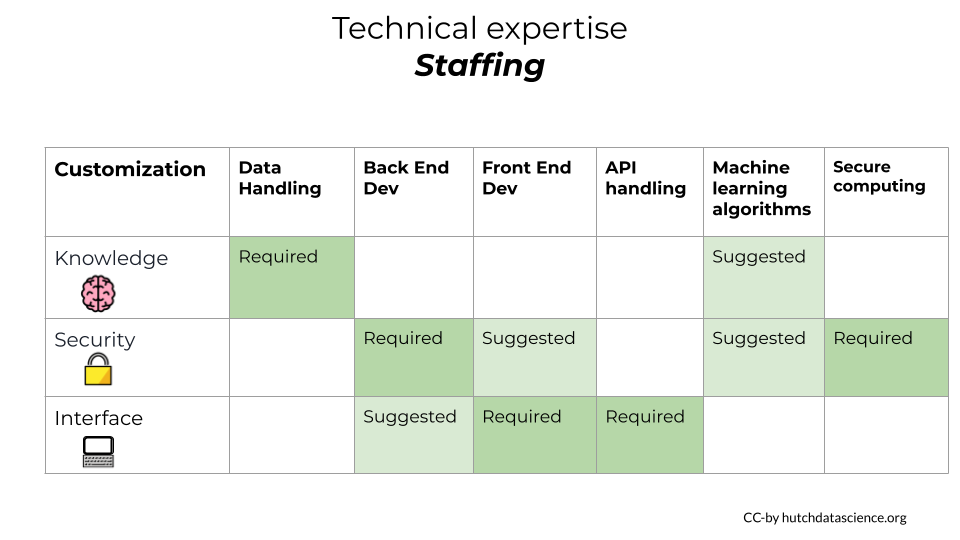 Technical expertise
Staffing
Customization
Data
Handling
Back End
Dev
Front End
Dev
API
handling
Machine
learning
algorithms
Secure
computing
Knowledge
Required
Suggested
Security
Required
Suggested
Suggested
Required
Interface
Suggested
Required
Required
CC-by hutchdatascience.org